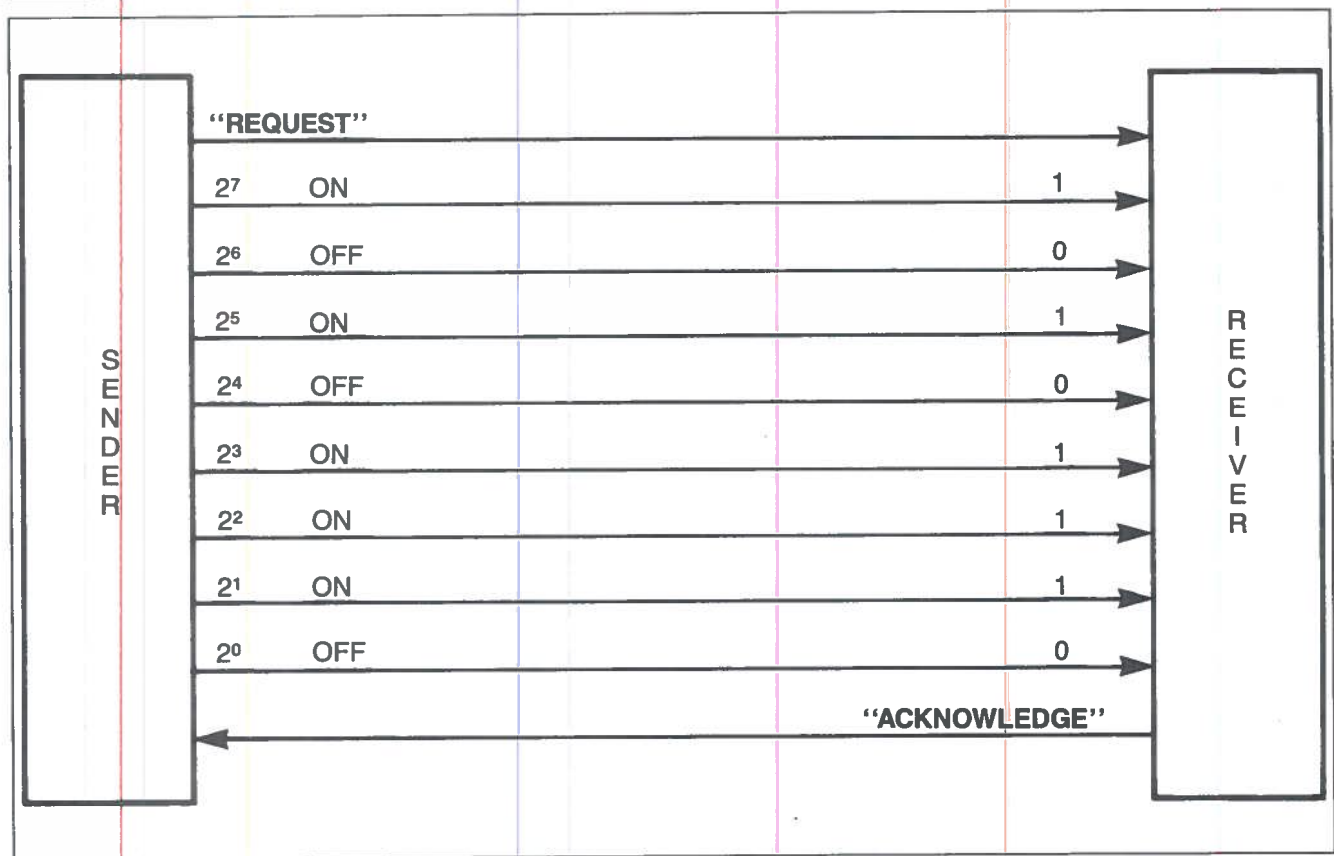 “REQUEST”
2⁷ ON 1
2⁶ OFF 0
2⁵ ON 1
2⁴ OFF 0
2³ ON 1
2² ON 1
2¹ ON 1
2⁰ OFF 0
“ACKNOWLEDGE”
SENDER
RECEIVER